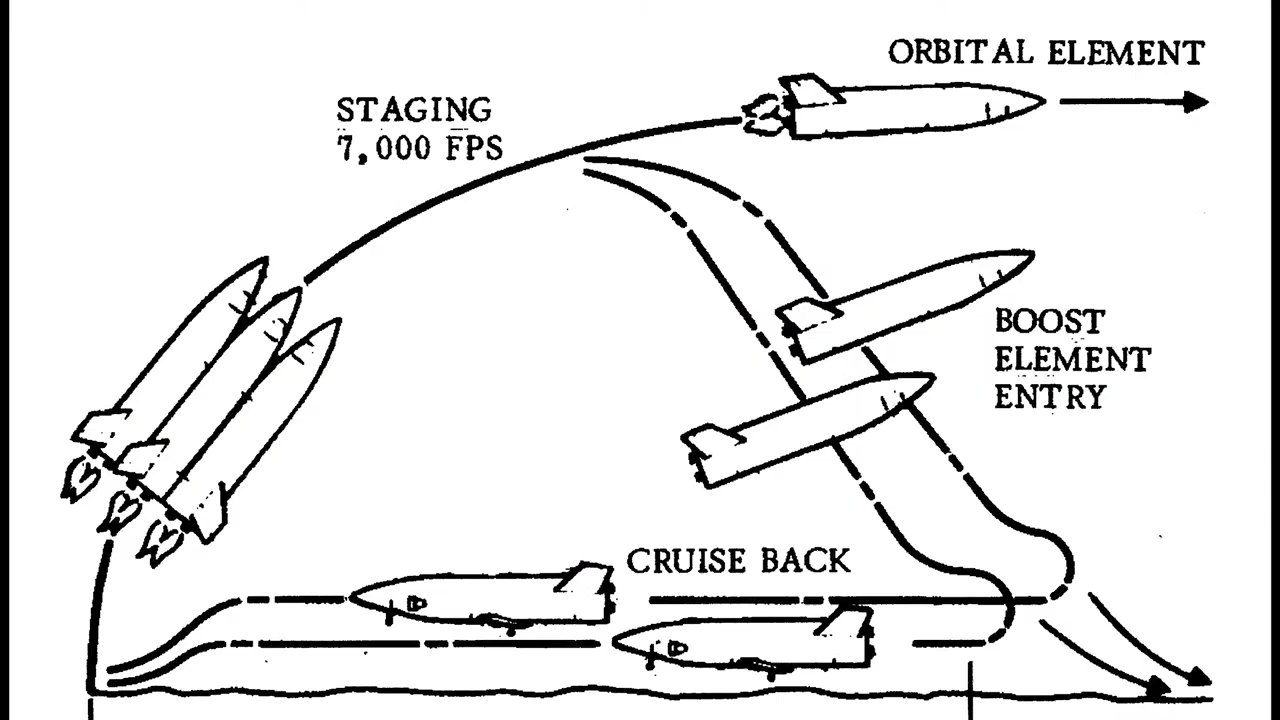 ORBITAL ELEMENT
STAGING
7,000 FPS
BOOST
ELEMENT
ENTRY
CRUISE BACK